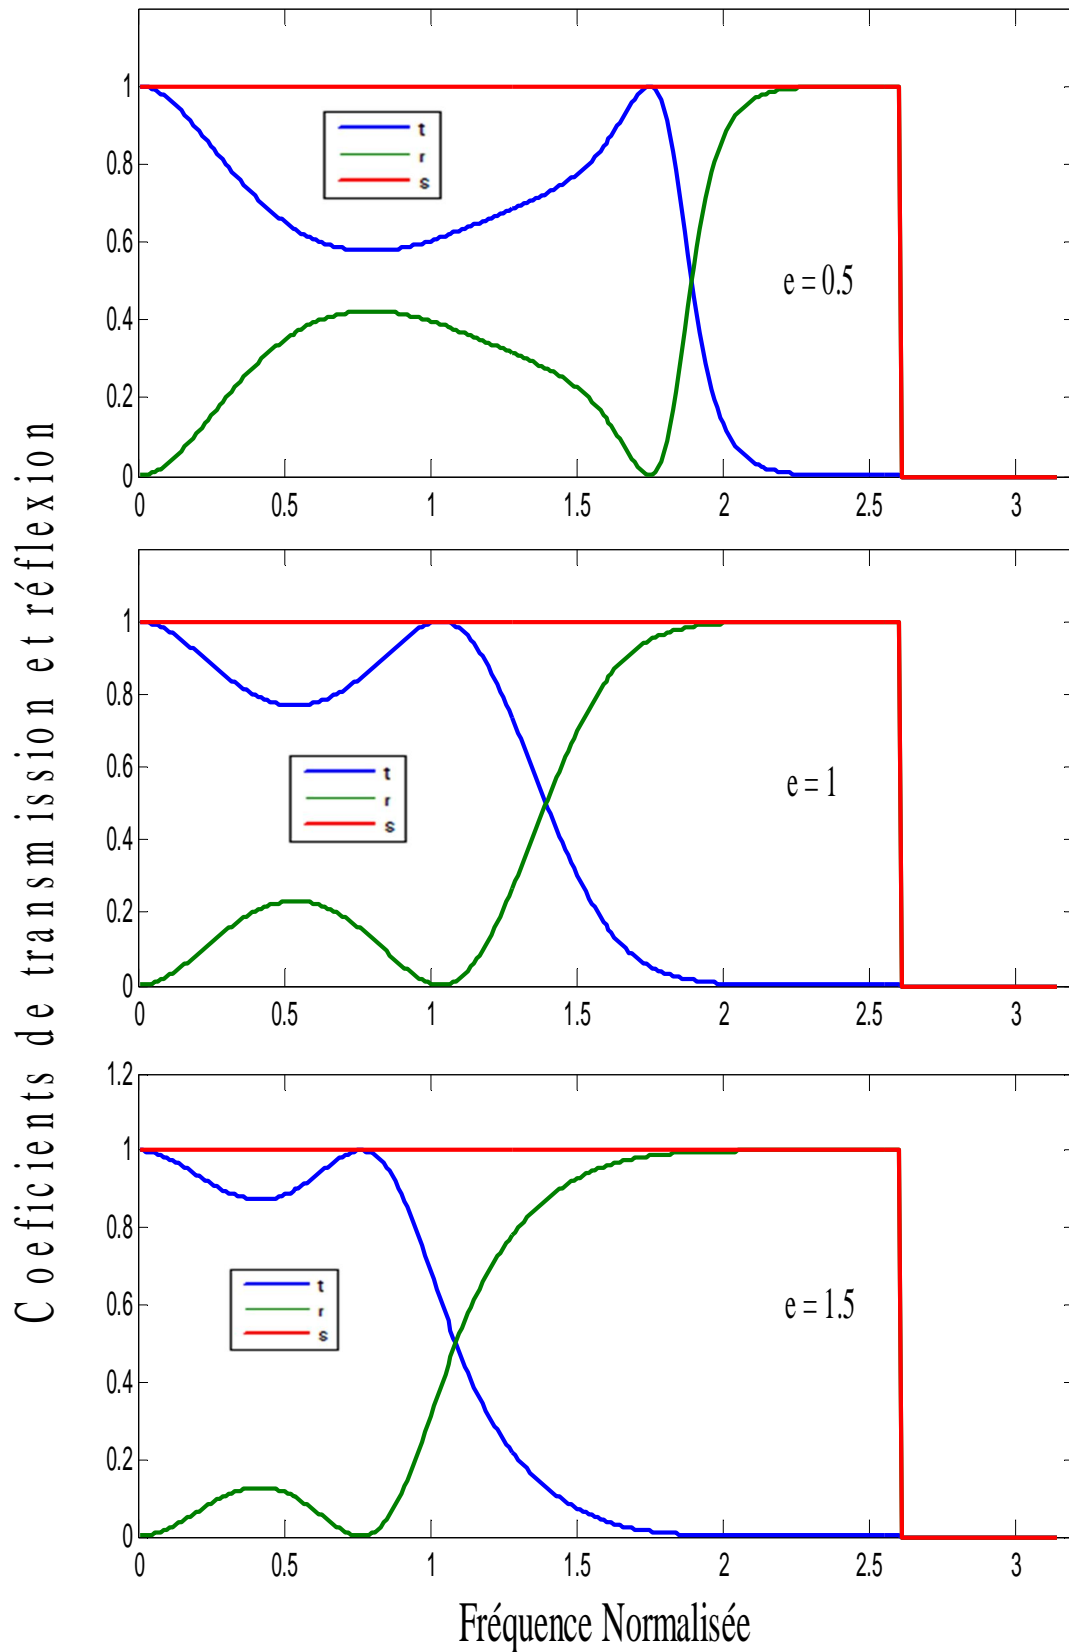 Coeficients de transmission et réflexion
1
0.8
0.6
0.4
0.2
0
t
r
s
e = 0.5
0 0.5 1 1.5 2 2.5 3
1
0.8
0.6
0.4
0.2
0
t
r
s
e = 1
0 0.5 1 1.5 2 2.5 3
1.2
1
0.8
0.6
0.4
0.2
0
t
r
s
e = 1.5
0 0.5 1 1.5 2 2.5 3
Fréquence Normalisée